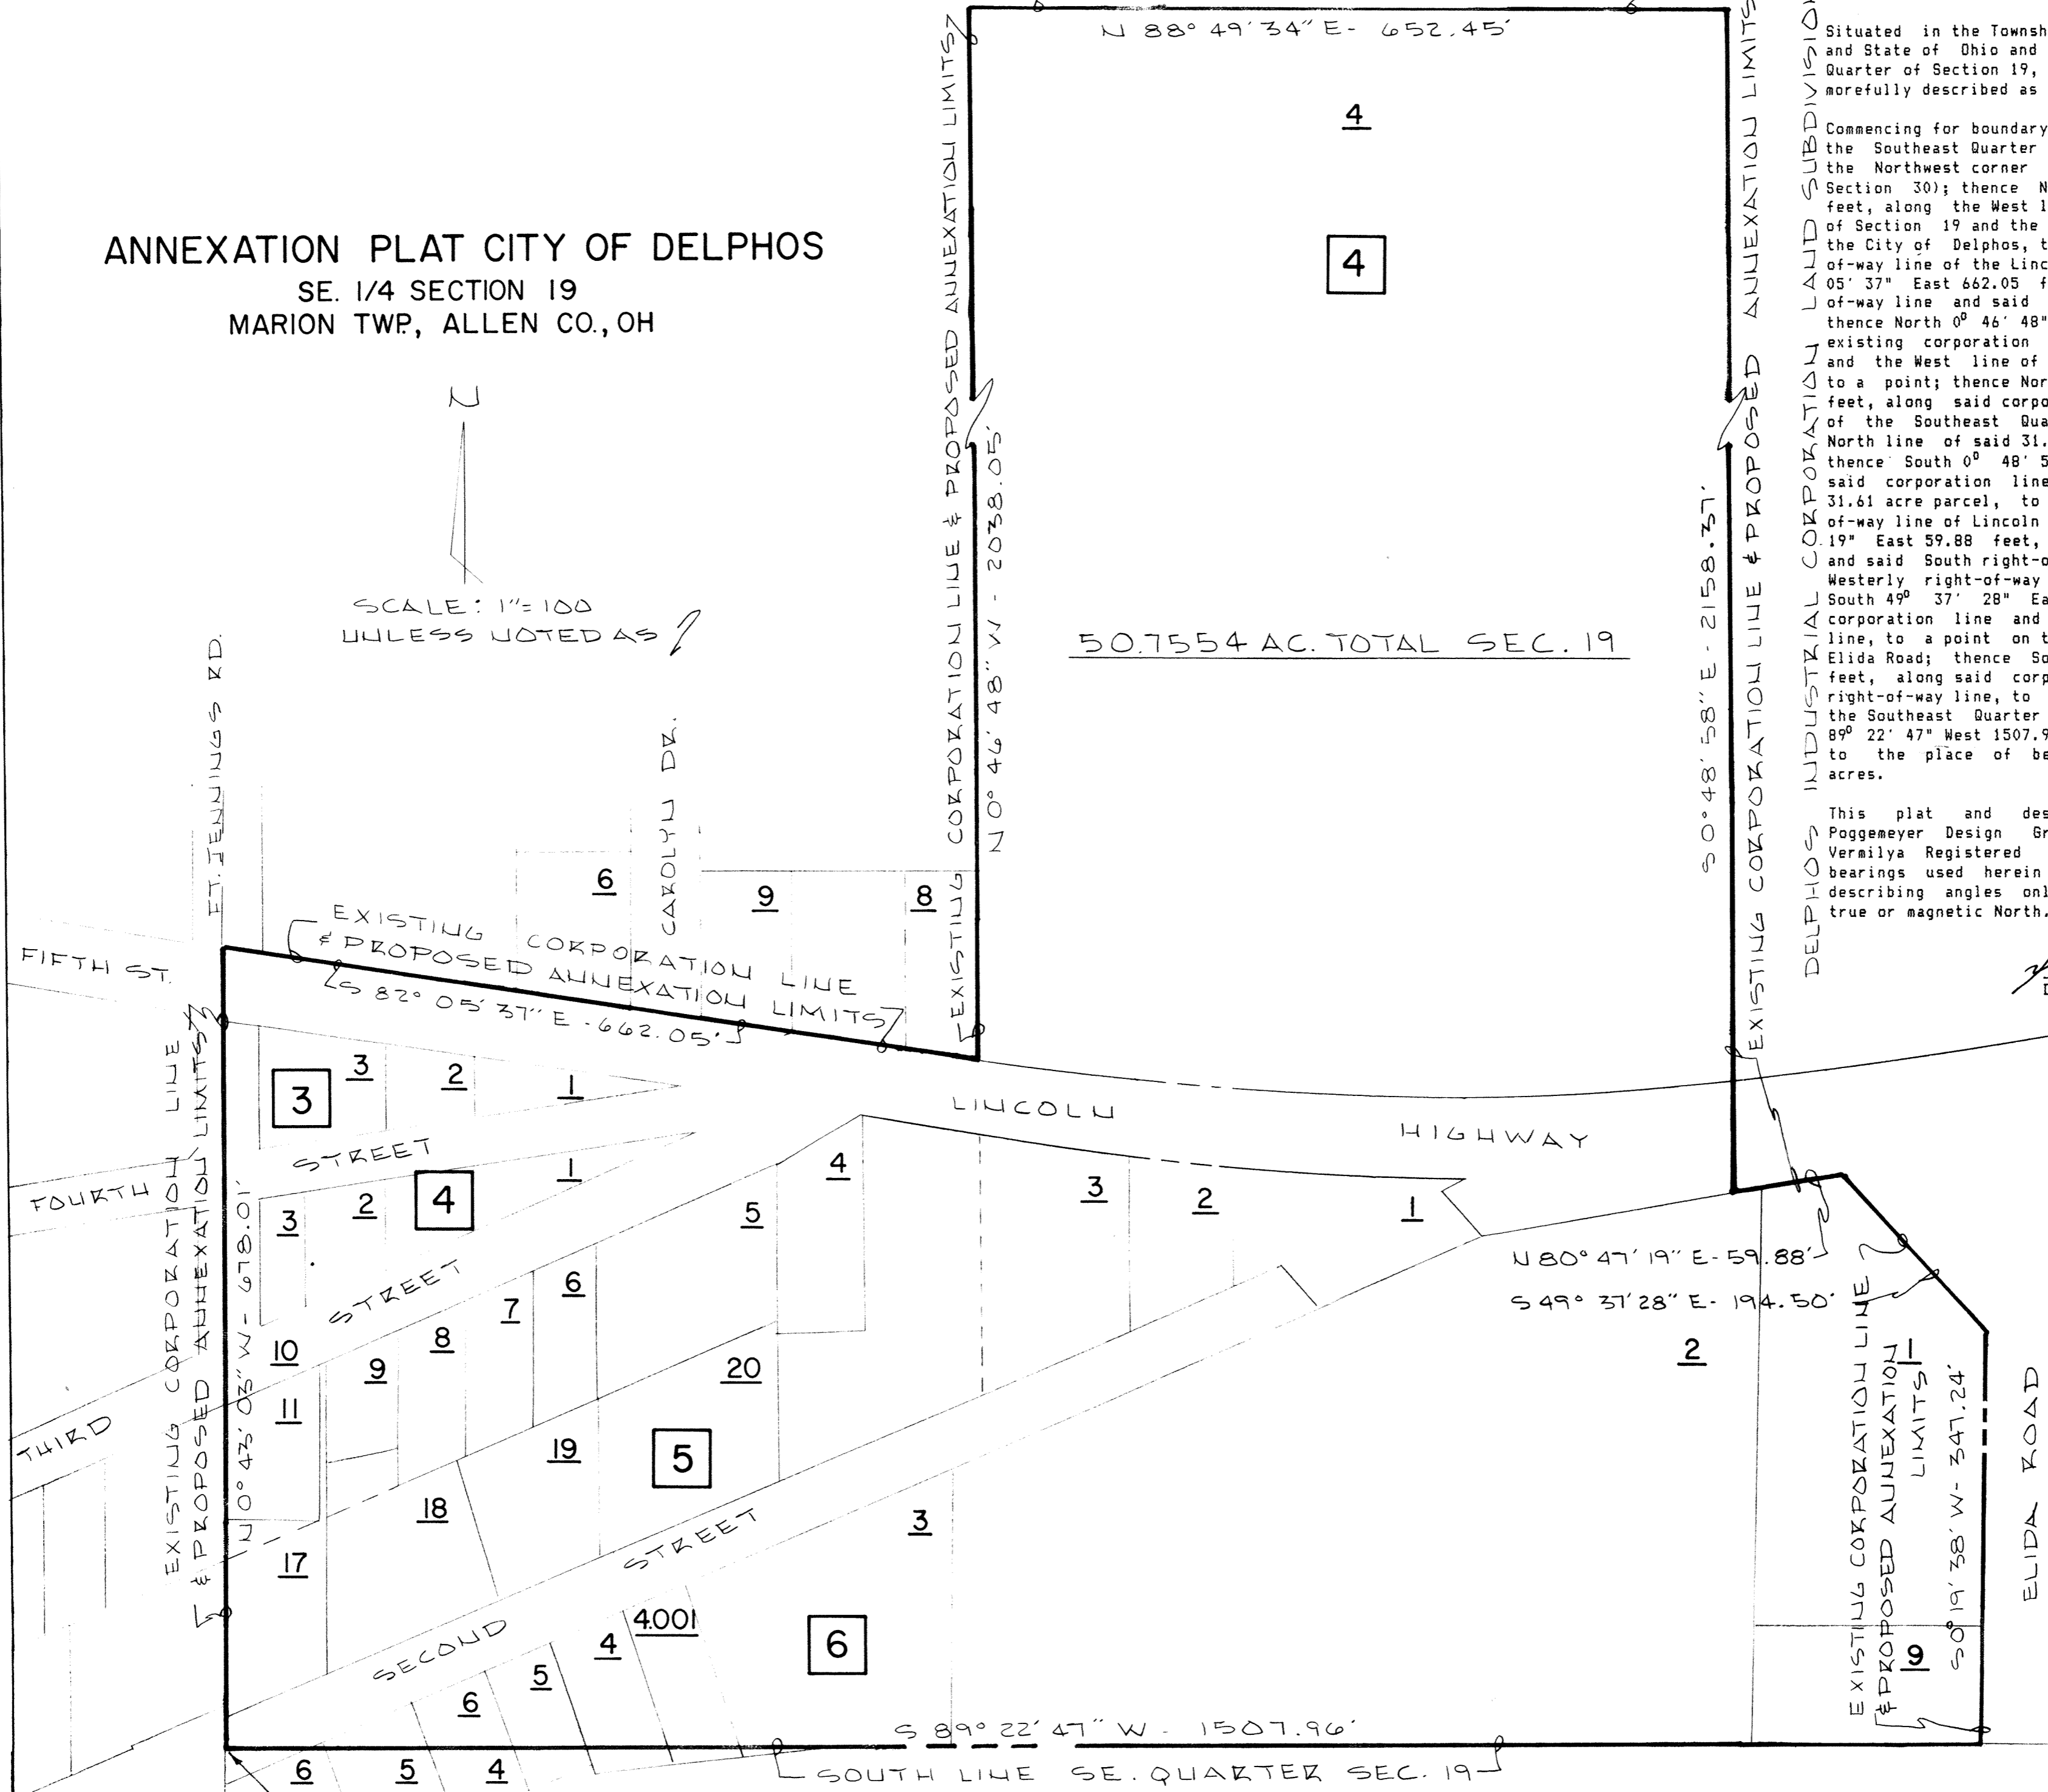 ANNEXATION PLAT CITY OF DELPHOS
SE. 1/4 SECTION 19
MARION TWP., ALLEN CO., OH
N
SCALE: 1"=100
UNLESS NOTED AS
N 88° 49' 34" E - 652.45'
4
4
50.7554 AC. TOTAL SEC. 19
EXISTING CORPORATION LINE & PROPOSED ANNEXATION LIMITS
N 0° 46' 48" W - 2038.05'
S 0° 48' 58" E - 2158.37'
EXISTING CORPORATION LINE & PROPOSED ANNEXATION LIMITS
DELPHOS INDUSTRIAL CORPORATION LAND SUBDIVISION
Situated in the Townsh
and State of Ohio and
Quarter of Section 19,
morefully described as
Commencing for boundary
the Southeast Quarter
the Northwest corner
Section 30); thence N
feet, along the West l
of Section 19 and the
the City of Delphos, t
of-way line of the Linc
05' 37" East 662.05 f
of-way line and said
thence North 0° 46' 48"
existing corporation
and the West line of
to a point; thence Nor
feet, along said corpo
of the Southeast Qua
North line of said 31.
thence South 0° 48' 5
said corporation line
31.61 acre parcel, to
of-way line of Lincoln
19" East 59.88 feet,
and said South right-o
Westerly right-of-way
South 49° 37' 28" Ea
corporation line and
line, to a point on t
Elida Road; thence So
feet, along said corp
right-of-way line, to
the Southeast Quarter
89° 22' 47" West 1507.9
to the place of be
acres.
This plat and des
Poggemeyer Design Gr
Vermilya Registered
bearings used herein
describing angles onl
true or magnetic North.
FT. JENNINGS RD.
CAROLYN DR.
6
9
8
EXISTING CORPORATION LINE
& PROPOSED ANNEXATION LIMITS
S 82° 05' 37" E - 662.05'
FIFTH ST.
3
3
2
1
STREET
FOURTH
4
3
2
1
LINCOLN
HIGHWAY
EXISTING CORPORATION LINE
& PROPOSED ANNEXATION LIMITS
N 0° 43' 03" W - 678.01'
STREET
THIRD
4
5
6
7
8
9
10
11
3
2
1
N 80° 47' 19" E - 59.88'
S 49° 37' 28" E - 194.50'
2
1
20
19
18
17
5
STREET
SECOND
3
6
4.001
4
5
6
9
EXISTING CORPORATION LINE
& PROPOSED ANNEXATION
LIMITS
S 0° 19' 38" W - 347.24'
ELIDA ROAD
S 89° 22' 47" W - 1507.96'
SOUTH LINE SE. QUARTER SEC. 19
6
5
4